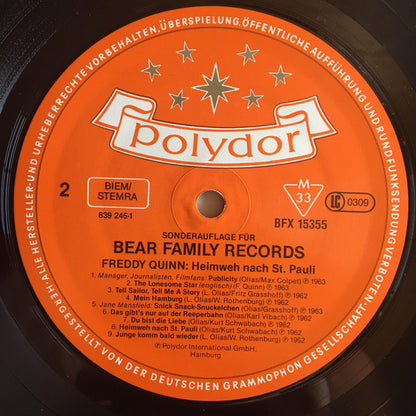 ALLE HERSTELLER- UND URHEBERRECHTE VORBEHALTEN, ÜBERSPIELUNG, ÖFFENTLICHE AUFFÜHRUNG UND RUNDFUNKSENDUNG VERBOTEN
polydor
2
BIEM/
STEMRA
839 245-1
M
33
LC 0309
BFX 15355
SONDERAUFLAGE FÜR
BEAR FAMILY RECORDS
FREDDY QUINN: Heimweh nach St. Pauli
1. Manager, Journalisten, Filmfans: Publicity (Olias/Max Colpet) ℗ 1963
2. The Lonesome Star (englisch) (F. Quinn) ℗ 1963
3. Tell Sailor, Tell Me A Story (L. Olias/Fritz Grasshoff) ℗ 1962
4. Mein Hamburg (L. Olias/W. Rothenburg) ℗ 1962
5. Jane Mansfield: Snick Snack-Snuckelchen (Olias/Grasshoff) ℗ 1962
6. Das gibt's nur auf der Reeperbahn (Olias/Kurt Vibach) ℗ 1962
7. Du bist die Liebe (Olias/Kurt Schwabach) ℗ 1962
8. Heimweh nach St. Pauli (Olias/Kurt Schwabach) ℗ 1962
9. Junge komm bald wieder (L. Olias/W. Rothenburg) ℗ 1962
℗ Polydor International GmbH,
Hamburg
HERGESTELLT VON DER DEUTSCHEN GRAMMOPHON GESELLSCHAFT